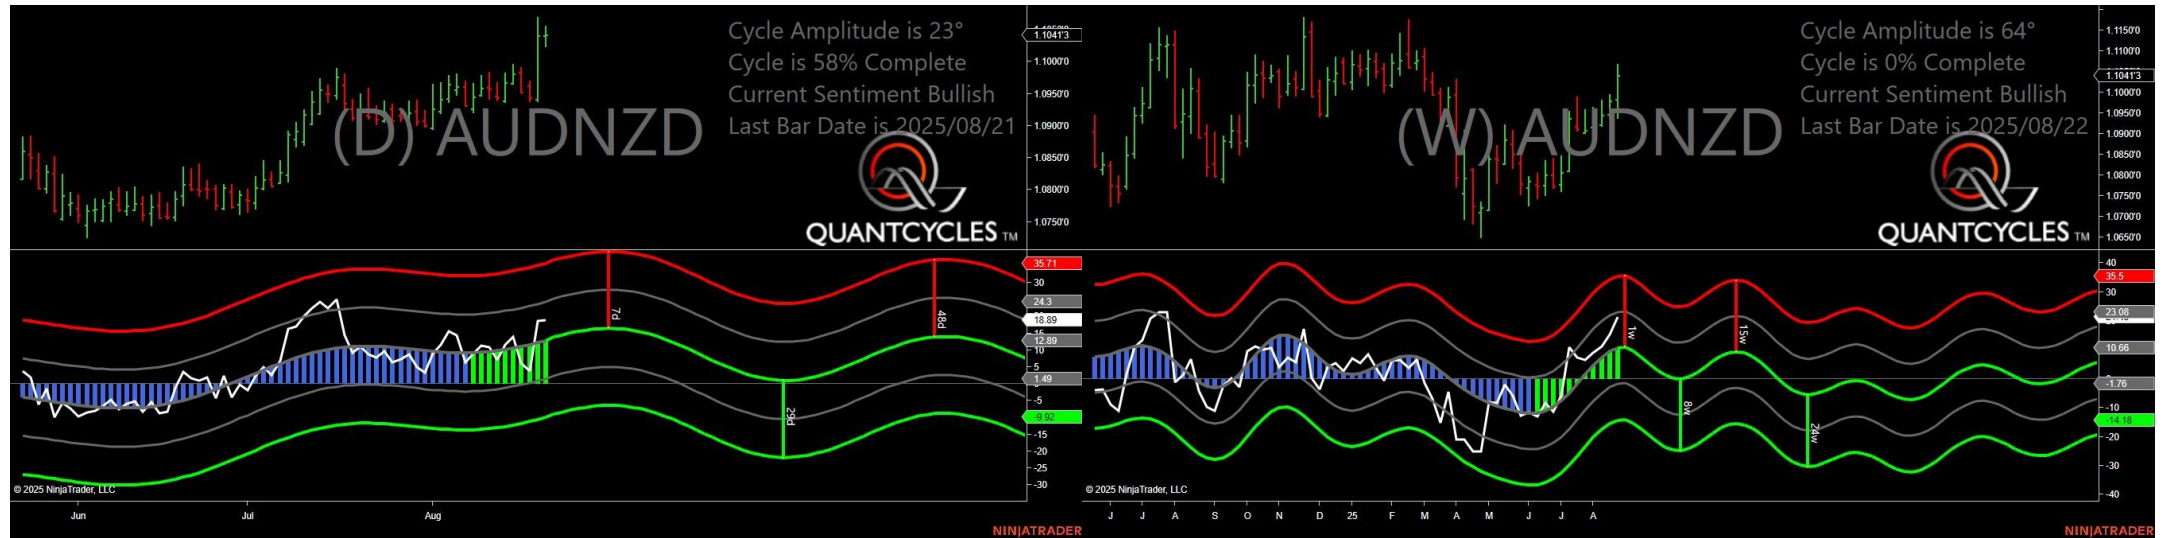 Cycle Amplitude is 23°
Cycle is 58% Complete
Current Sentiment Bullish
Last Bar Date is 2025/08/21
(D) AUDNZD
QUANTCYCLES TM
1.1041'3
1.1000'0
1.0950'0
1.0900'0
1.0850'0
1.0800'0
1.0750'0
35.71
30
24.3
18.89
15
12.89
10
5
1.49
-5
-9.92
-15
-20
-25
-30
7d
29d
48d
© 2025 NinjaTrader, LLC
Jun Jul Aug
NINJATRADER
Cycle Amplitude is 64°
Cycle is 0% Complete
Current Sentiment Bullish
Last Bar Date is 2025/08/22
(W) AUDNZD
QUANTCYCLES TM
1.1150'0
1.1100'0
1.1041'3
1.1000'0
1.0950'0
1.0900'0
1.0850'0
1.0800'0
1.0750'0
1.0700'0
1.0650'0
40
35.5
30
23.08
10.66
-1.76
-10
-14.18
-20
-30
-40
1w
8w
15w
24w
© 2025 NinjaTrader, LLC
J J A S O N D 25 F M A M J J A
NINJATRADER